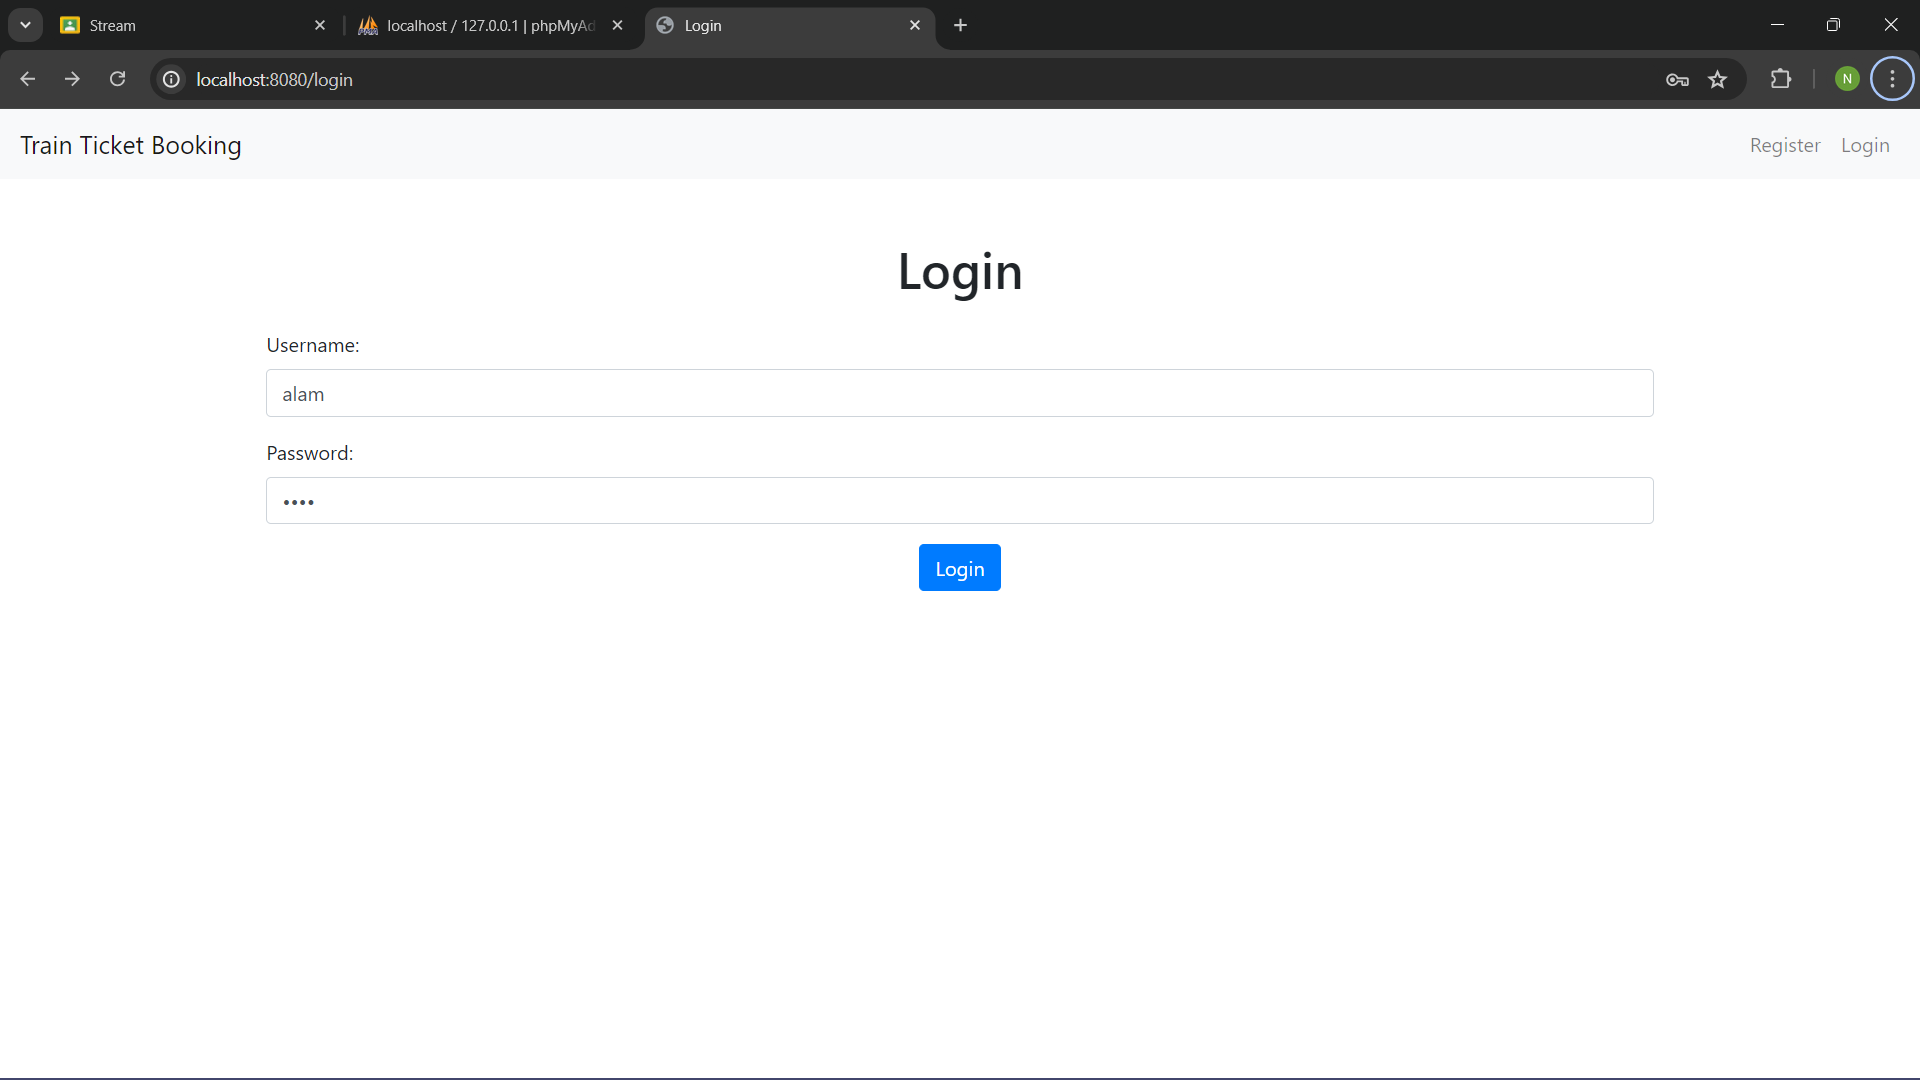 Stream
localhost / 127.0.0.1 | phpMyAd
Login
localhost:8080/login
N
Train Ticket Booking
Register
Login
Login
Username:
alam
Password:
••••
Login